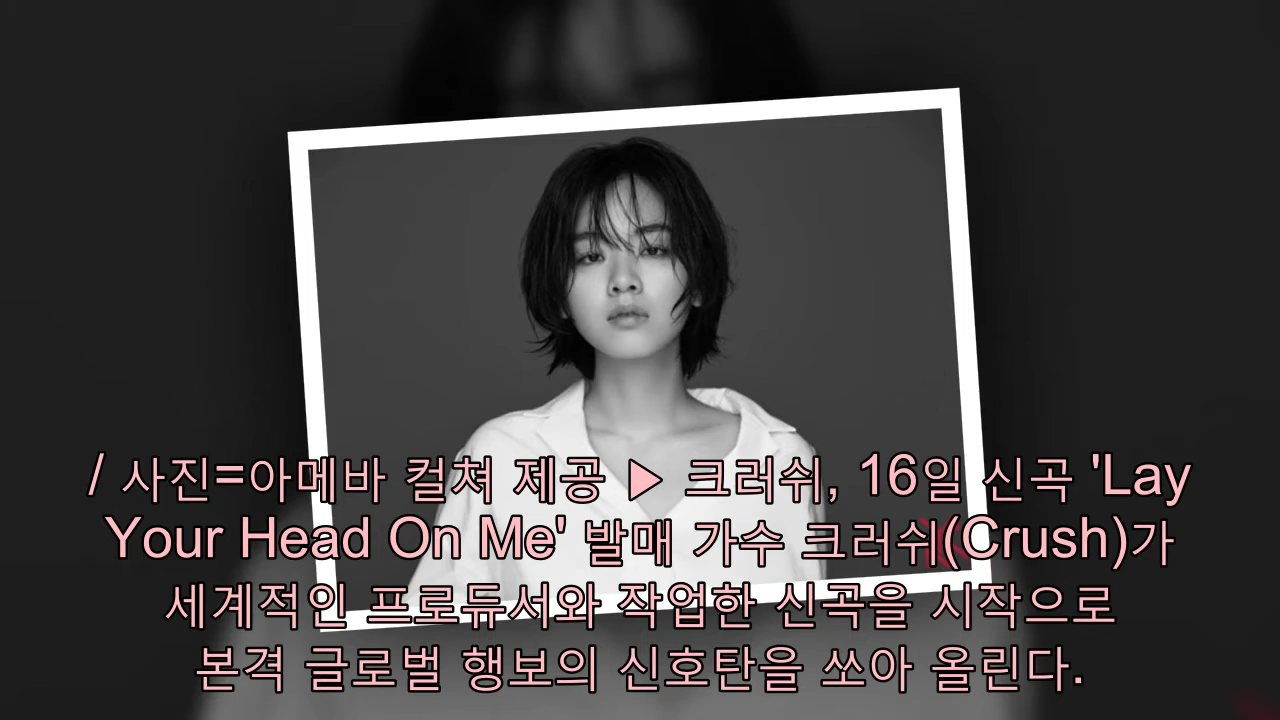 / 사진=아메바 컬쳐 제공 ▶ 크러쉬, 16일 신곡 'Lay
Your Head On Me' 발매 가수 크러쉬(Crush)가
세계적인 프로듀서와 작업한 신곡을 시작으로
본격 글로벌 행보의 신호탄을 쏘아 올린다.